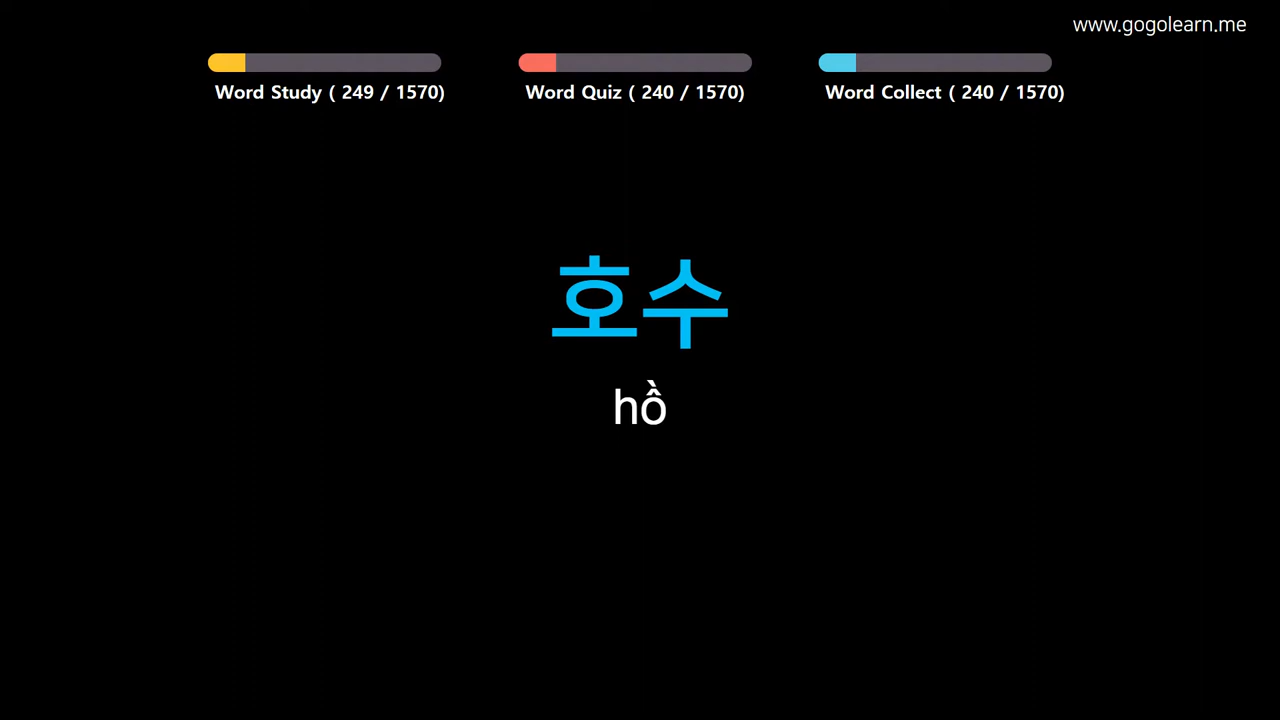 www.gogolearn.me
Word Study ( 249 / 1570)
Word Quiz ( 240 / 1570)
Word Collect ( 240 / 1570)
호수
hồ